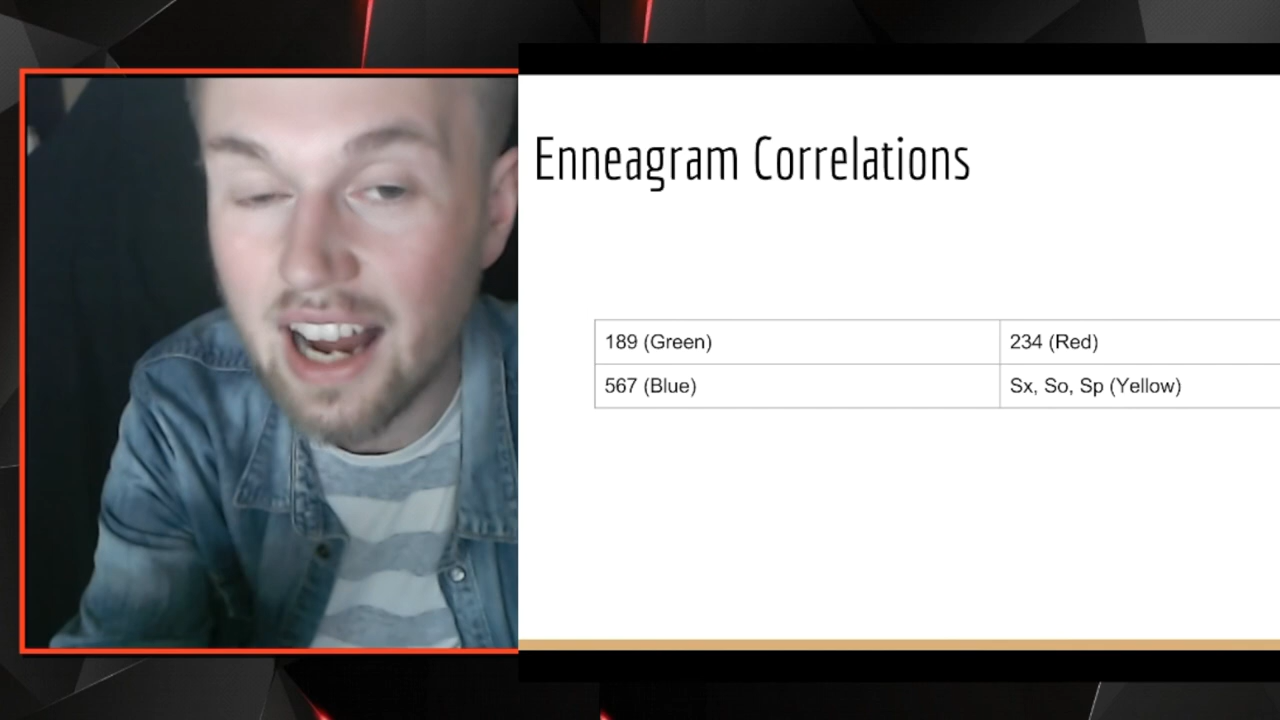 Enneagram Correlations
189 (Green) 234 (Red)
567 (Blue) Sx, So, Sp (Yellow)